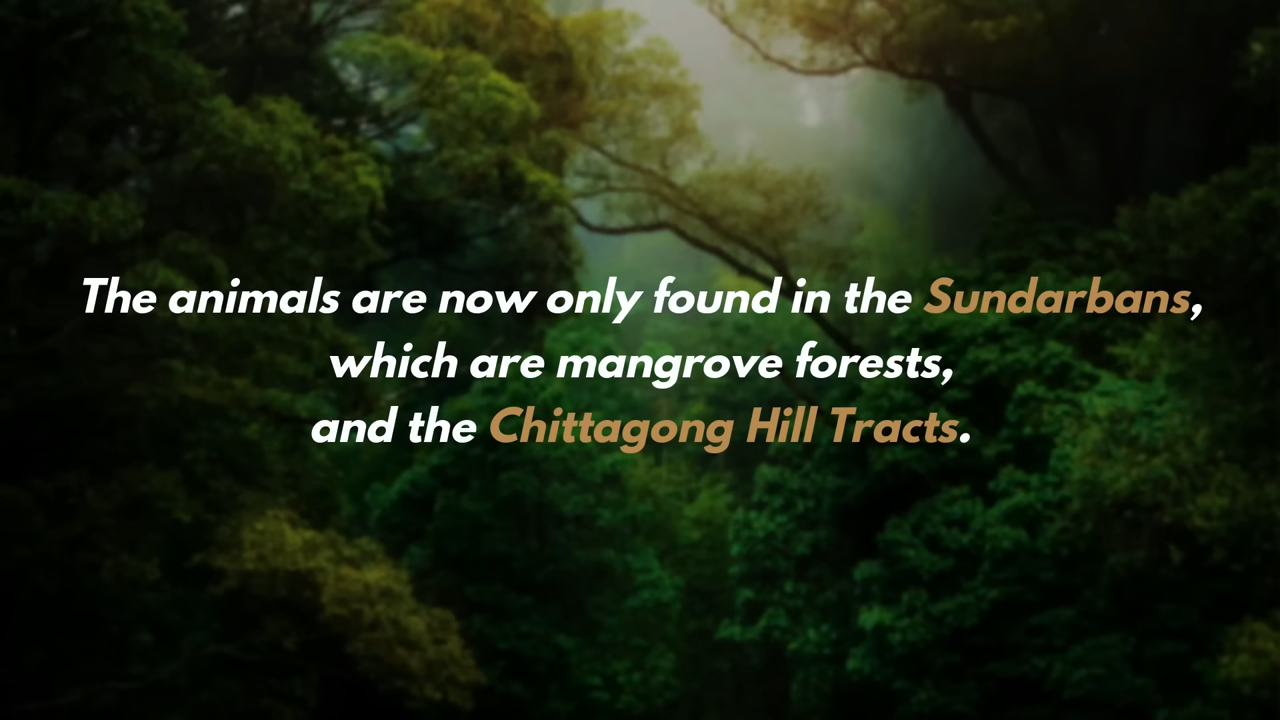 The animals are now only found in the Sundarbans,
which are mangrove forests,
and the Chittagong Hill Tracts.